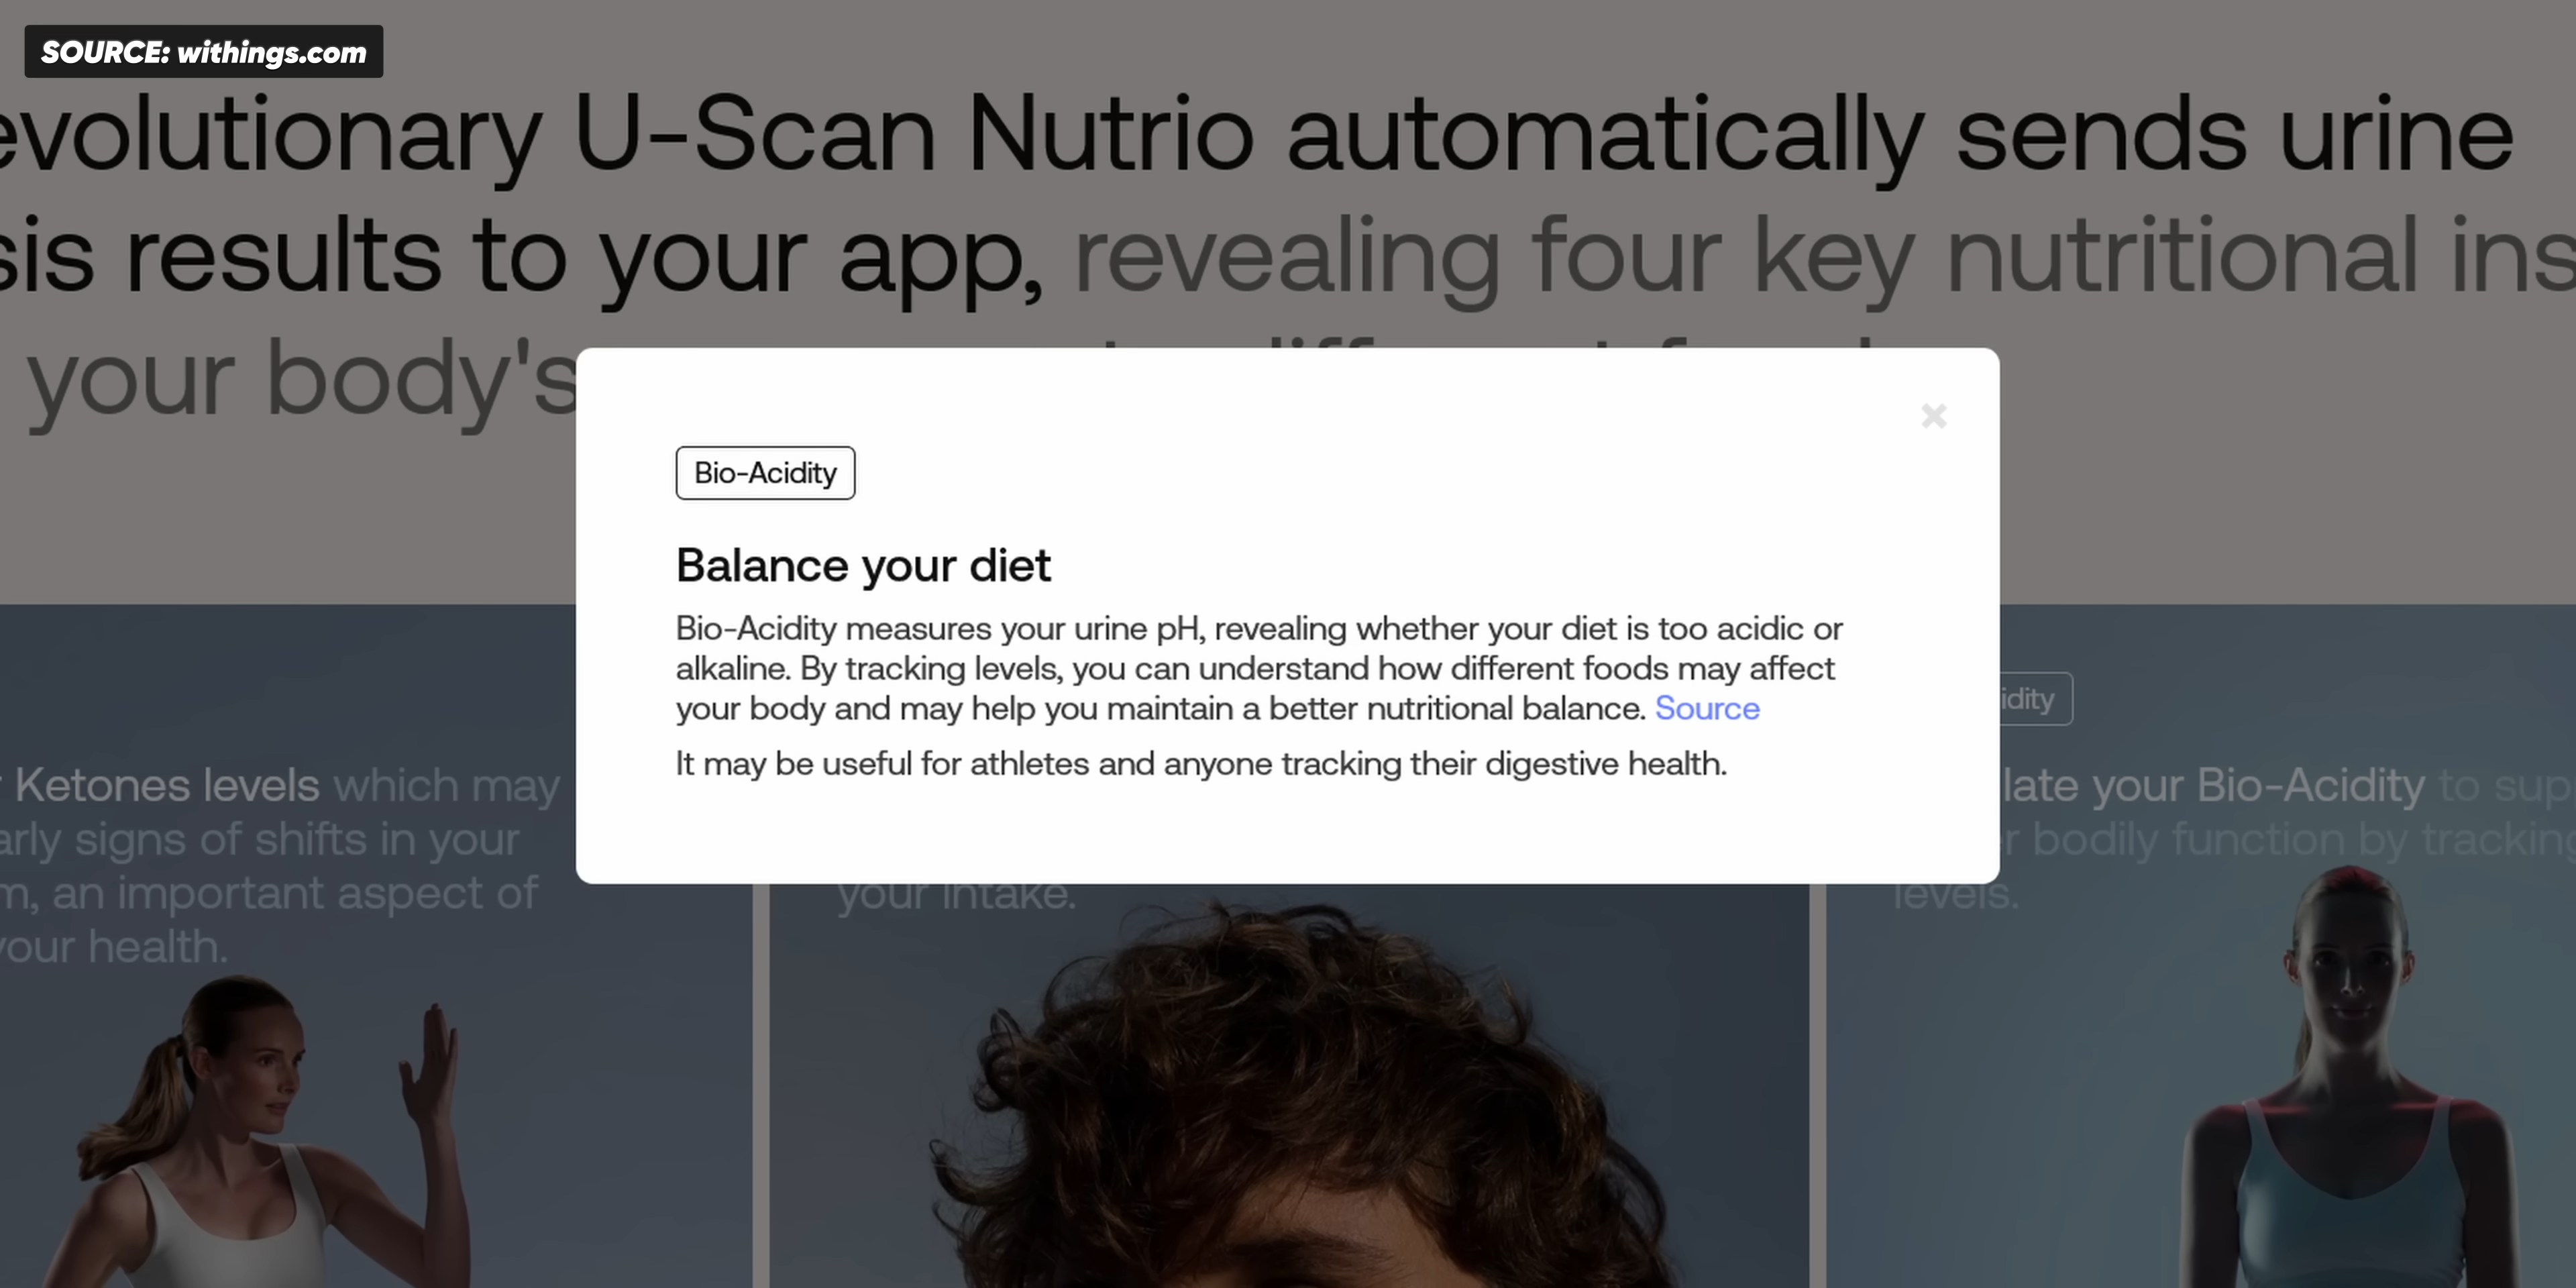 SOURCE: withings.com
evolutionary U-Scan Nutrio automatically sends urine
sis results to your app, revealing four key nutritional ins
your body's
Bio-Acidity
Balance your diet
Bio-Acidity measures your urine pH, revealing whether your diet is too acidic or
alkaline. By tracking levels, you can understand how different foods may affect
your body and may help you maintain a better nutritional balance. Source
It may be useful for athletes and anyone tracking their digestive health.
Ketones levels which may
arly signs of shifts in your
m, an important aspect of
your health.
your intake.
idity
late your Bio-Acidity to sup
r bodily function by tracking
levels.